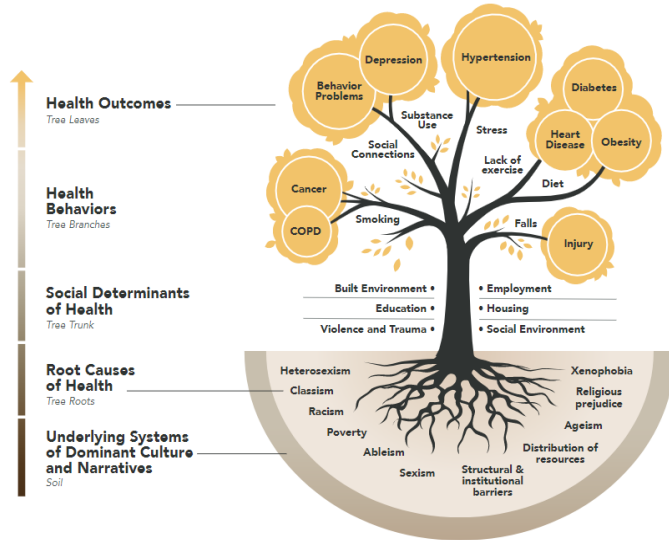 Health Outcomes
Tree Leaves
Health
Behaviors
Tree Branches
Social Determinants
of Health
Tree Trunk
Root Causes
of Health
Tree Roots
Underlying Systems
of Dominant Culture
and Narratives
Soil
Depression
Behavior
Problems
Hypertension
Diabetes
Heart
Disease
Obesity
Substance
Use
Stress
Social
Connections
Lack of
exercise
Diet
Cancer
COPD
Smoking
Falls
Injury
Built Environment •
• Employment
Education •
• Housing
Violence and Trauma •
• Social Environment
Heterosexism
Classism
Racism
Poverty
Ableism
Sexism
Structural &
institutional
barriers
Distribution of
resources
Ageism
Religious
prejudice
Xenophobia